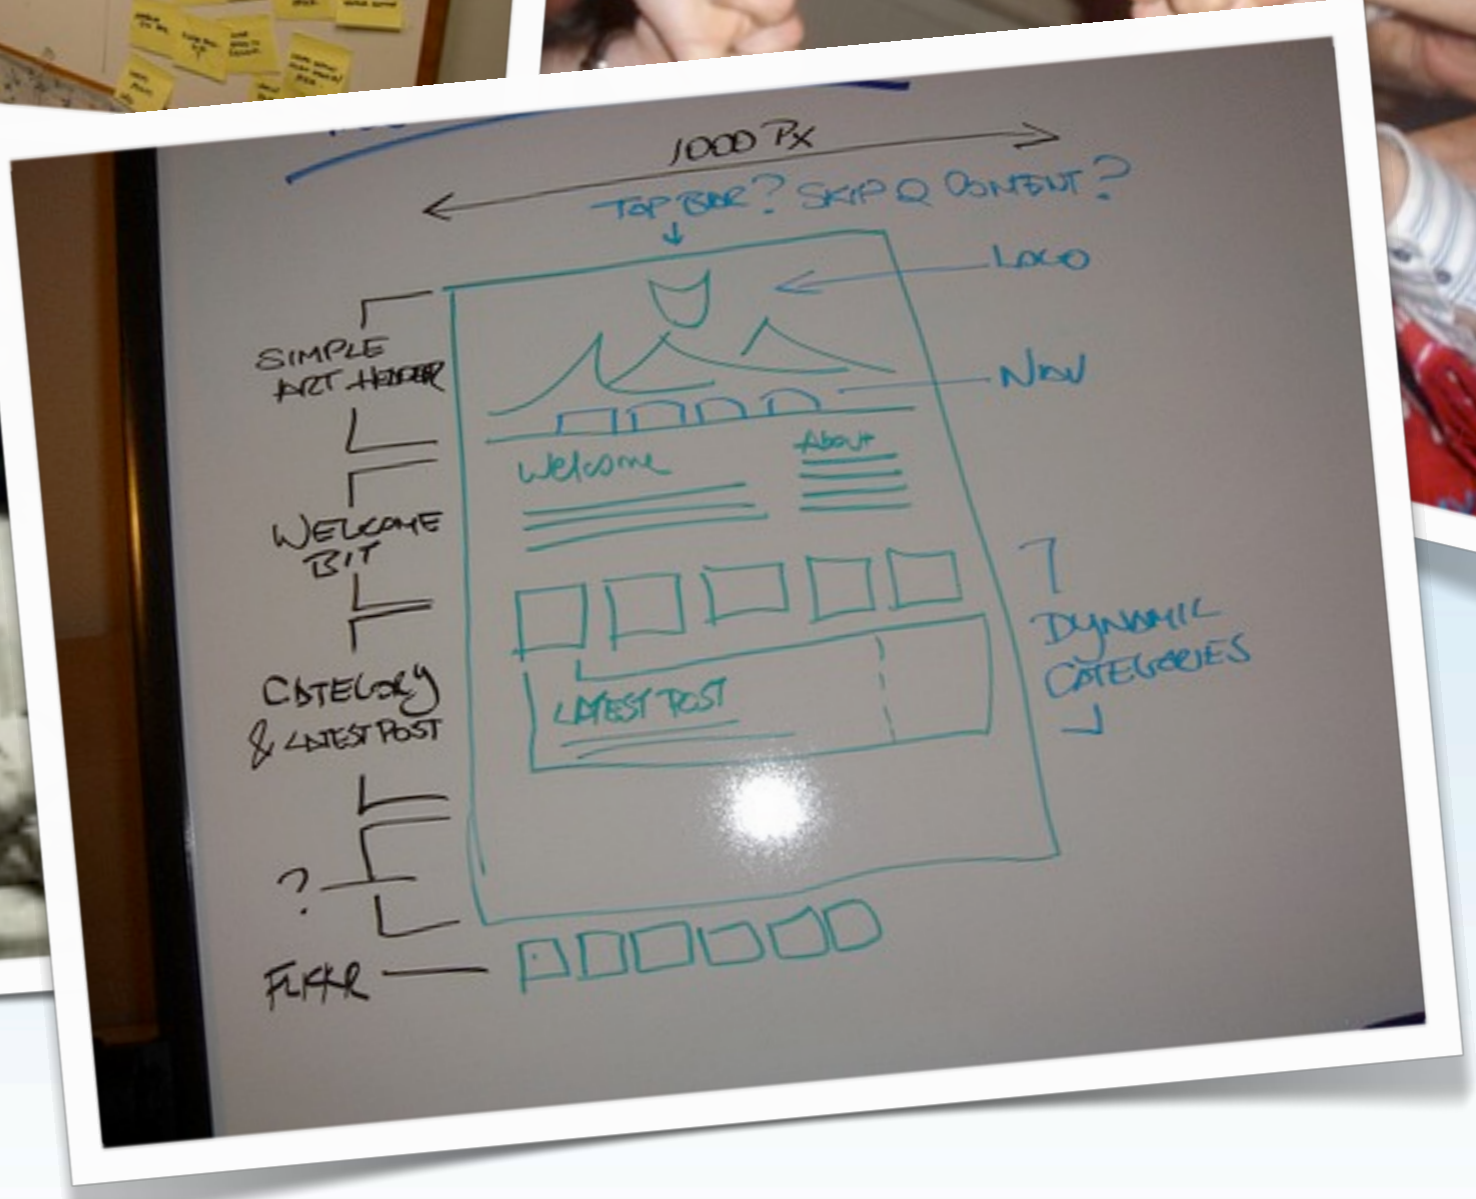 1000 PX
TOP BAR? SKIP 2 CONTENT?
LOGO
SIMPLE
ART HEADER
NAV
Welcome
About
WELCOME
BIT
DYNAMIC
CATEGORIES
CATEGORY
& LATEST POST
LATEST POST
?
FLIKR